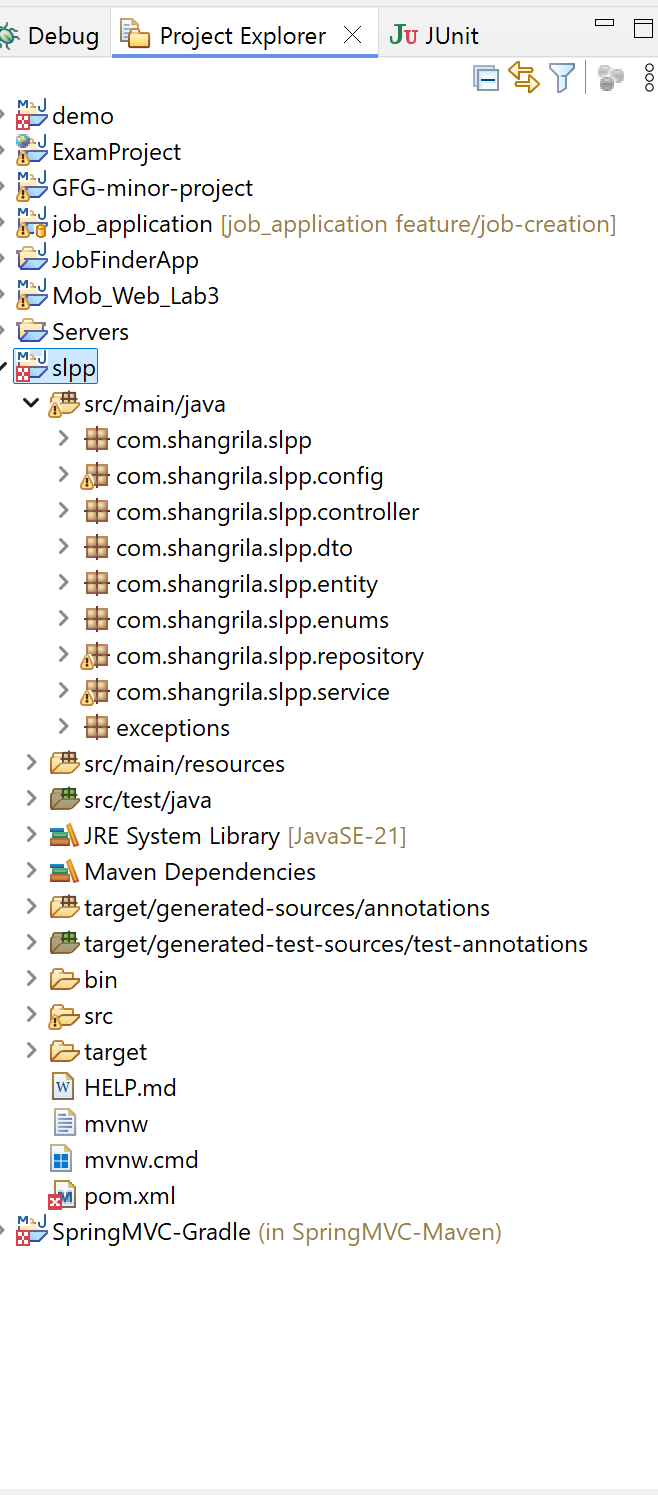 Debug Project Explorer JUnit
demo
ExamProject
GFG-minor-project
job_application [job_application feature/job-creation]
JobFinderApp
Mob_Web_Lab3
Servers
slpp
src/main/java
com.shangrila.slpp
com.shangrila.slpp.config
com.shangrila.slpp.controller
com.shangrila.slpp.dto
com.shangrila.slpp.entity
com.shangrila.slpp.enums
com.shangrila.slpp.repository
com.shangrila.slpp.service
exceptions
src/main/resources
src/test/java
JRE System Library [JavaSE-21]
Maven Dependencies
target/generated-sources/annotations
target/generated-test-sources/test-annotations
bin
src
target
HELP.md
mvnw
mvnw.cmd
pom.xml
SpringMVC-Gradle (in SpringMVC-Maven)